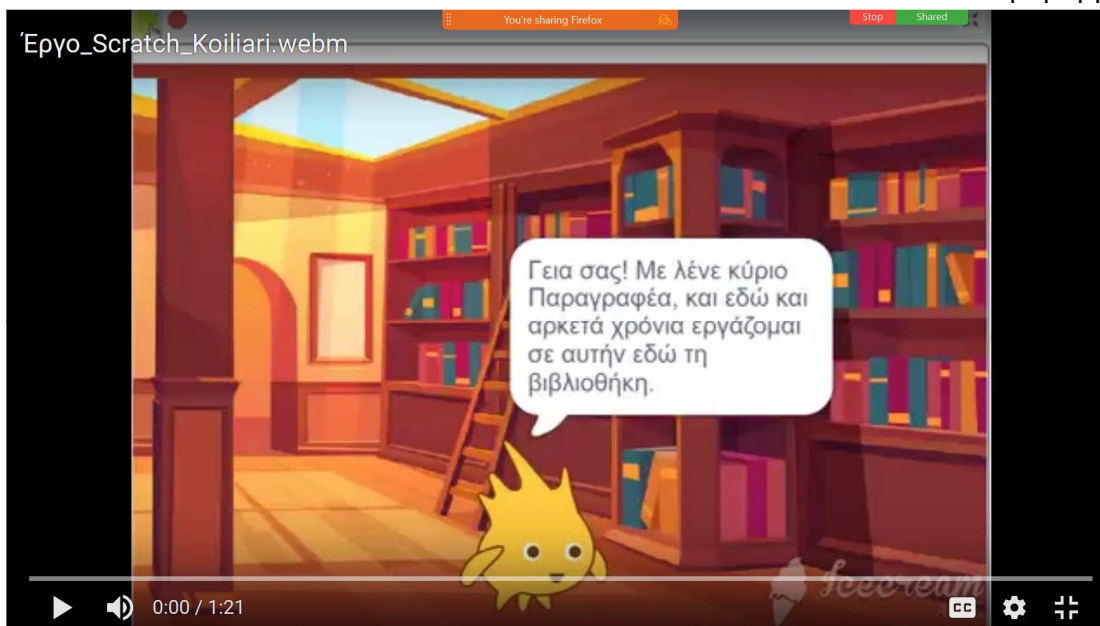 You're sharing Firefox
Stop Shared
Έργο_Scratch_Koiliari.webm
Γεια σας! Με λένε κύριο
Παραγραφέα, και εδώ και
αρκετά χρόνια εργάζομαι
σε αυτήν εδώ τη
βιβλιοθήκη.
Icecream
0:00 / 1:21
CC